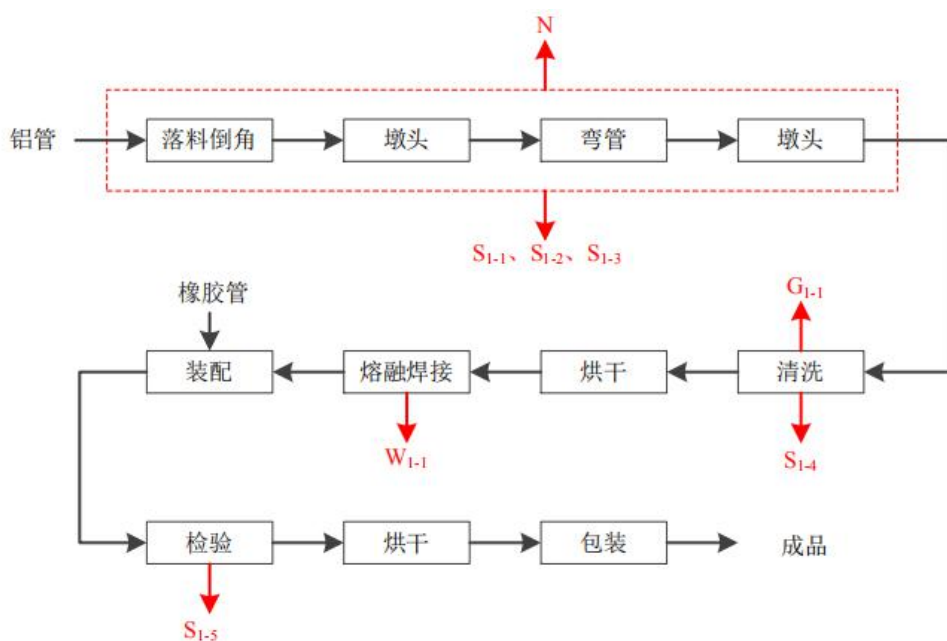 N
铝管
落料倒角
墩头
弯管
墩头
S1-1、S1-2、S1-3
橡胶管
G1-1
装配
熔融焊接
烘干
清洗
W1-1
S1-4
检验
烘干
包装
成品
S1-5